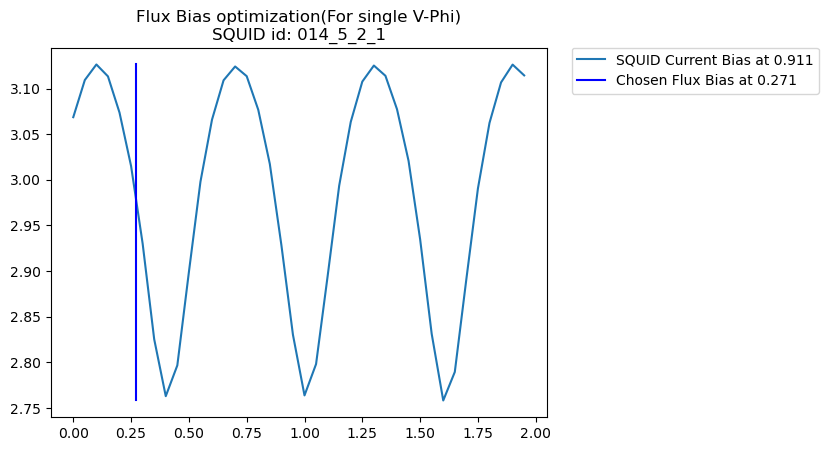 Flux Bias optimization(For single V-Phi)
SQUID id: 014_5_2_1
SQUID Current Bias at 0.911
Chosen Flux Bias at 0.271
3.10
3.05
3.00
2.95
2.90
2.85
2.80
2.75
0.00 0.25 0.50 0.75 1.00 1.25 1.50 1.75 2.00